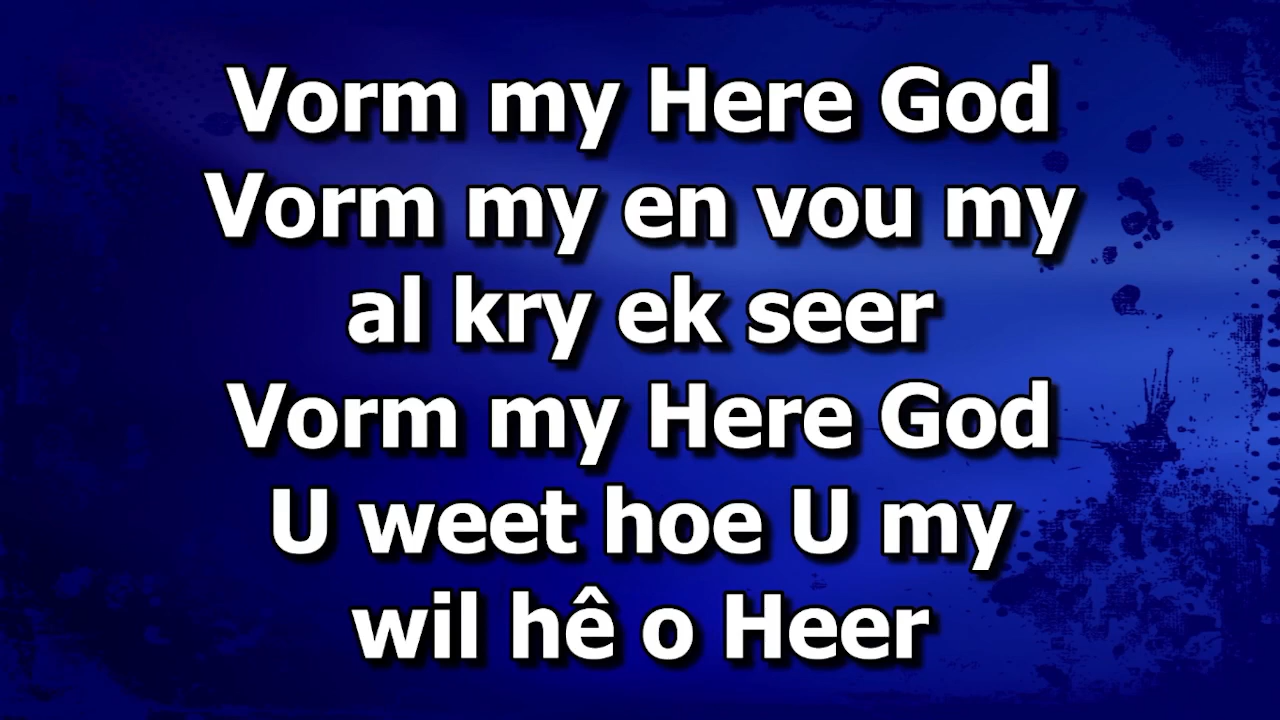 Vorm my Here God
Vorm my en vou my
al kry ek seer
Vorm my Here God
U weet hoe U my
wil hê o Heer